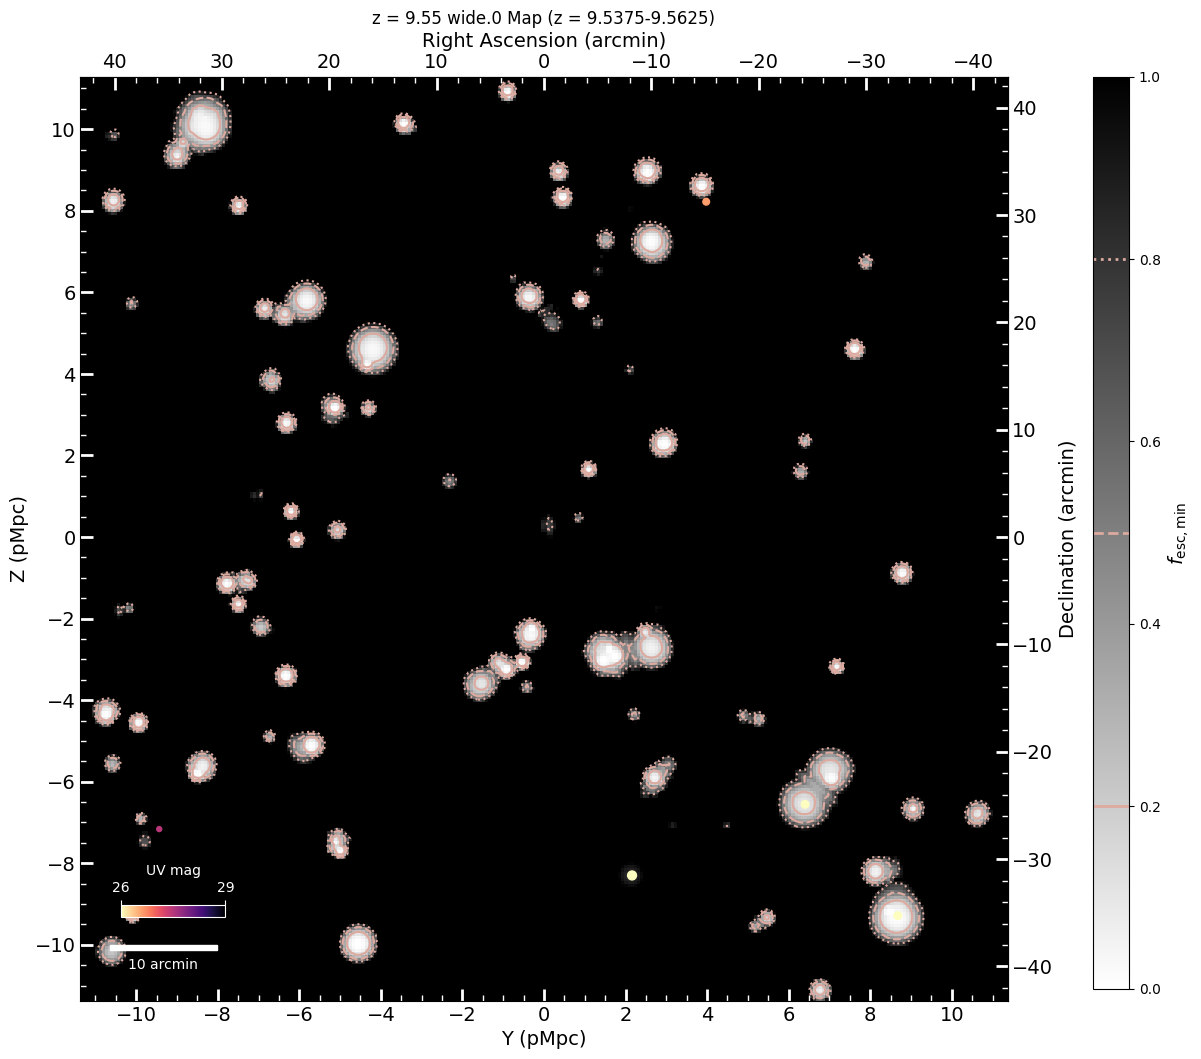 z = 9.55 wide.0 Map (z = 9.5375-9.5625)
Right Ascension (arcmin)
40 30 20 10 0 −10 −20 −30 −40
10
8
6
4
2
0
−2
−4
−6
−8
−10
Z (pMpc)
40
30
20
10
0
−10
−20
−30
−40
Declination (arcmin)
1.0
0.8
0.6
0.4
0.2
0.0
fesc,min
UV mag
26 29
10 arcmin
−10 −8 −6 −4 −2 0 2 4 6 8 10
Y (pMpc)